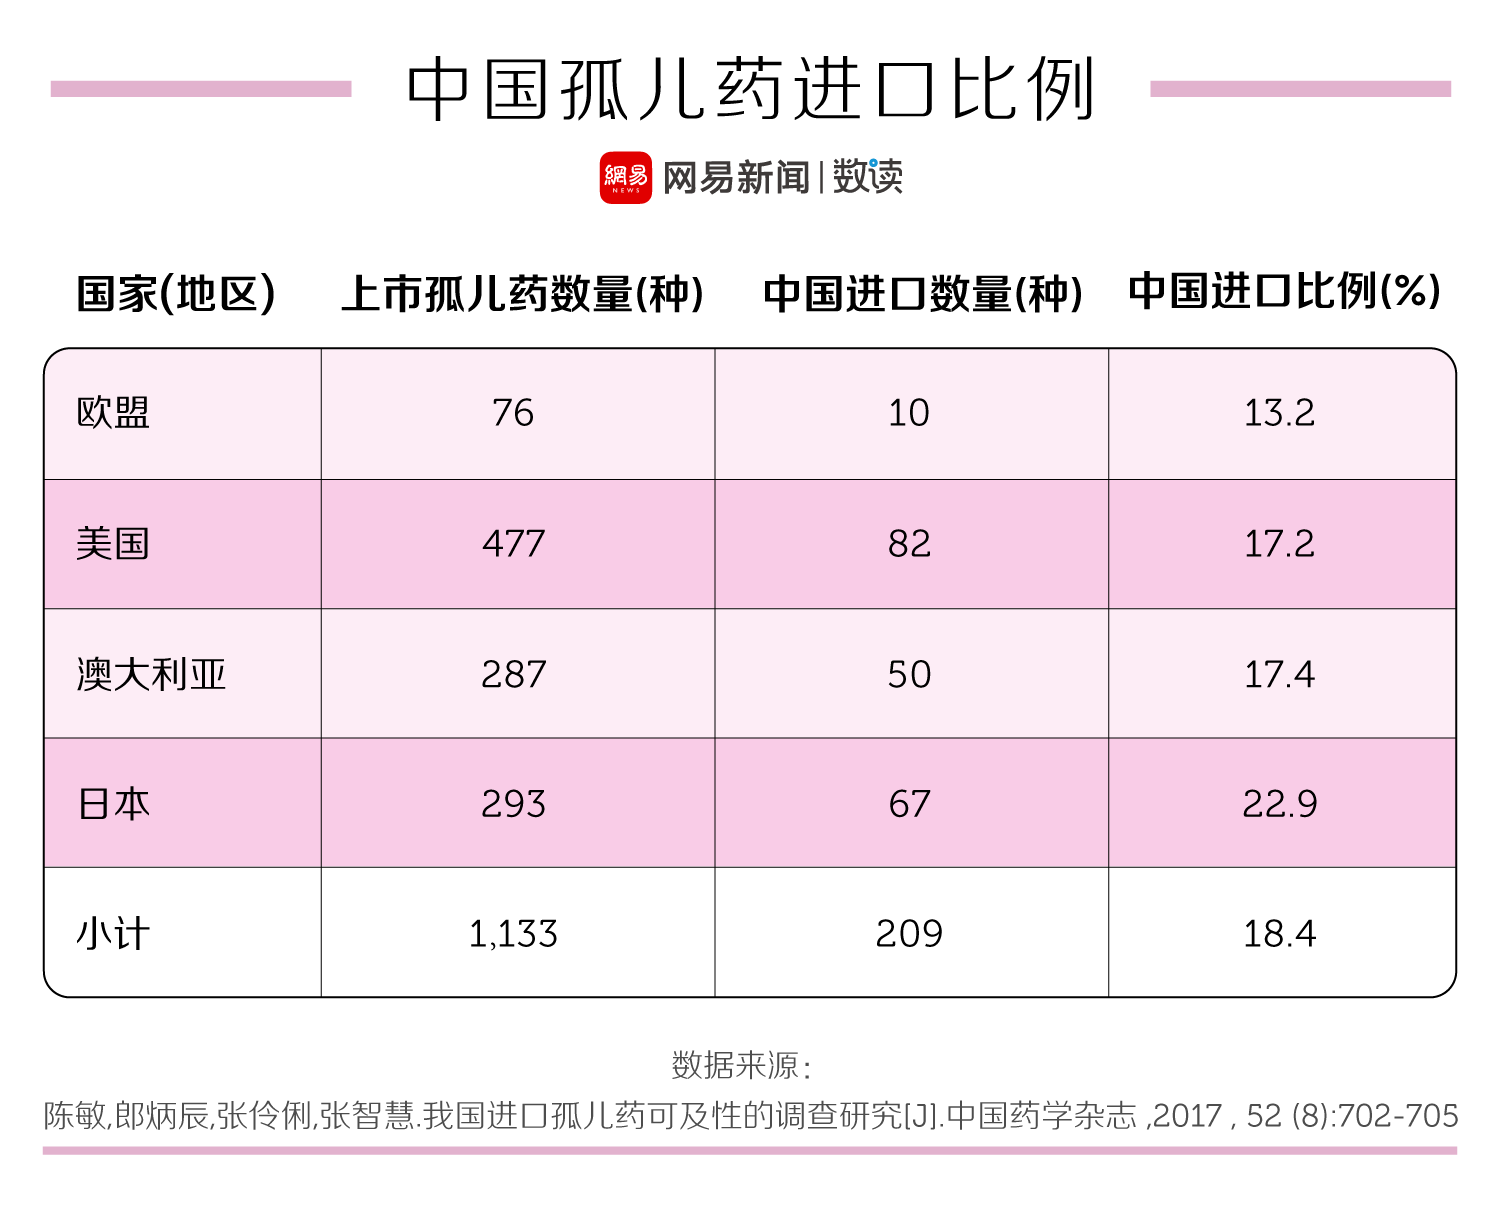 中国孤儿药进口比例
網易 NEWS 网易新闻 | 数读
国家(地区) 上市孤儿药数量(种) 中国进口数量(种) 中国进口比例(%)
欧盟 76 10 13.2
美国 477 82 17.2
澳大利亚 287 50 17.4
日本 293 67 22.9
小计 1,133 209 18.4
数据来源：
陈敏,郎炳辰,张伶俐,张智慧.我国进口孤儿药可及性的调查研究[J].中国药学杂志 ,2017 , 52 (8):702-705